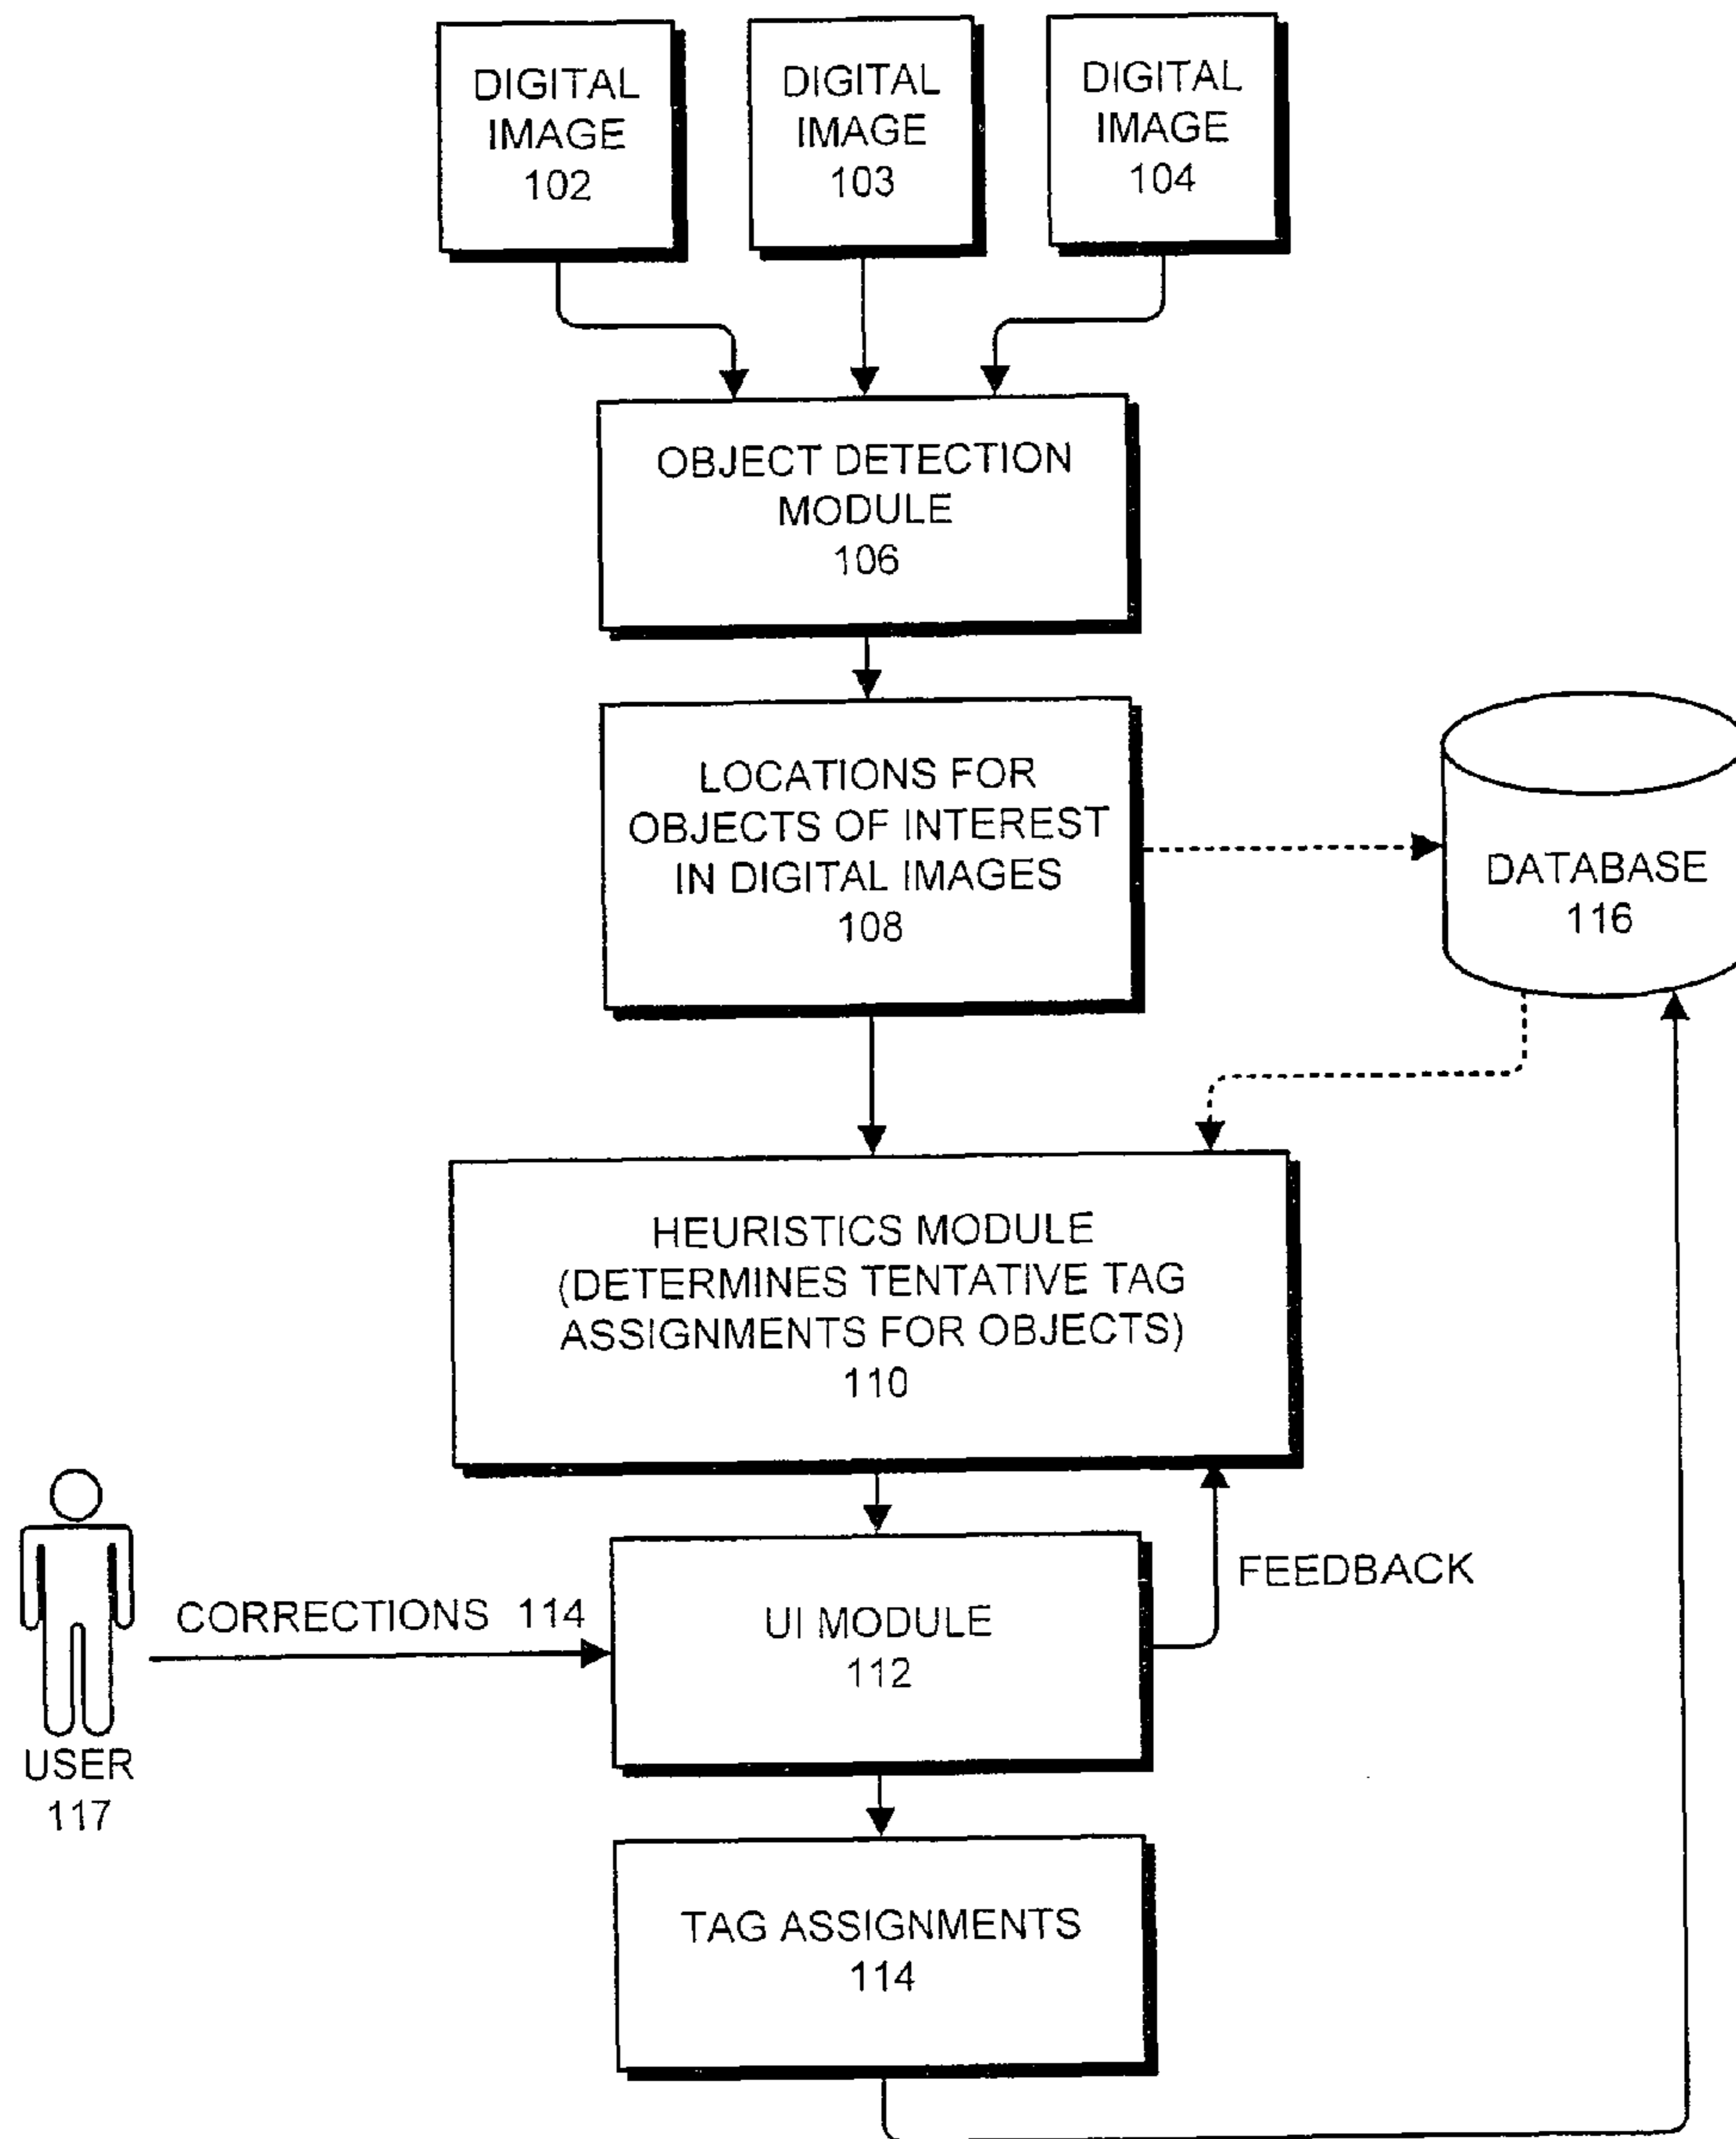 DIGITAL
IMAGE
102
DIGITAL
IMAGE
103
DIGITAL
IMAGE
104
OBJECT DETECTION
MODULE
106
LOCATIONS FOR
OBJECTS OF INTEREST
IN DIGITAL IMAGES
108
DATABASE
116
HEURISTICS MODULE
(DETERMINES TENTATIVE TAG
ASSIGNMENTS FOR OBJECTS)
110
FEEDBACK
CORRECTIONS 114
UI MODULE
112
USER
117
TAG ASSIGNMENTS
114